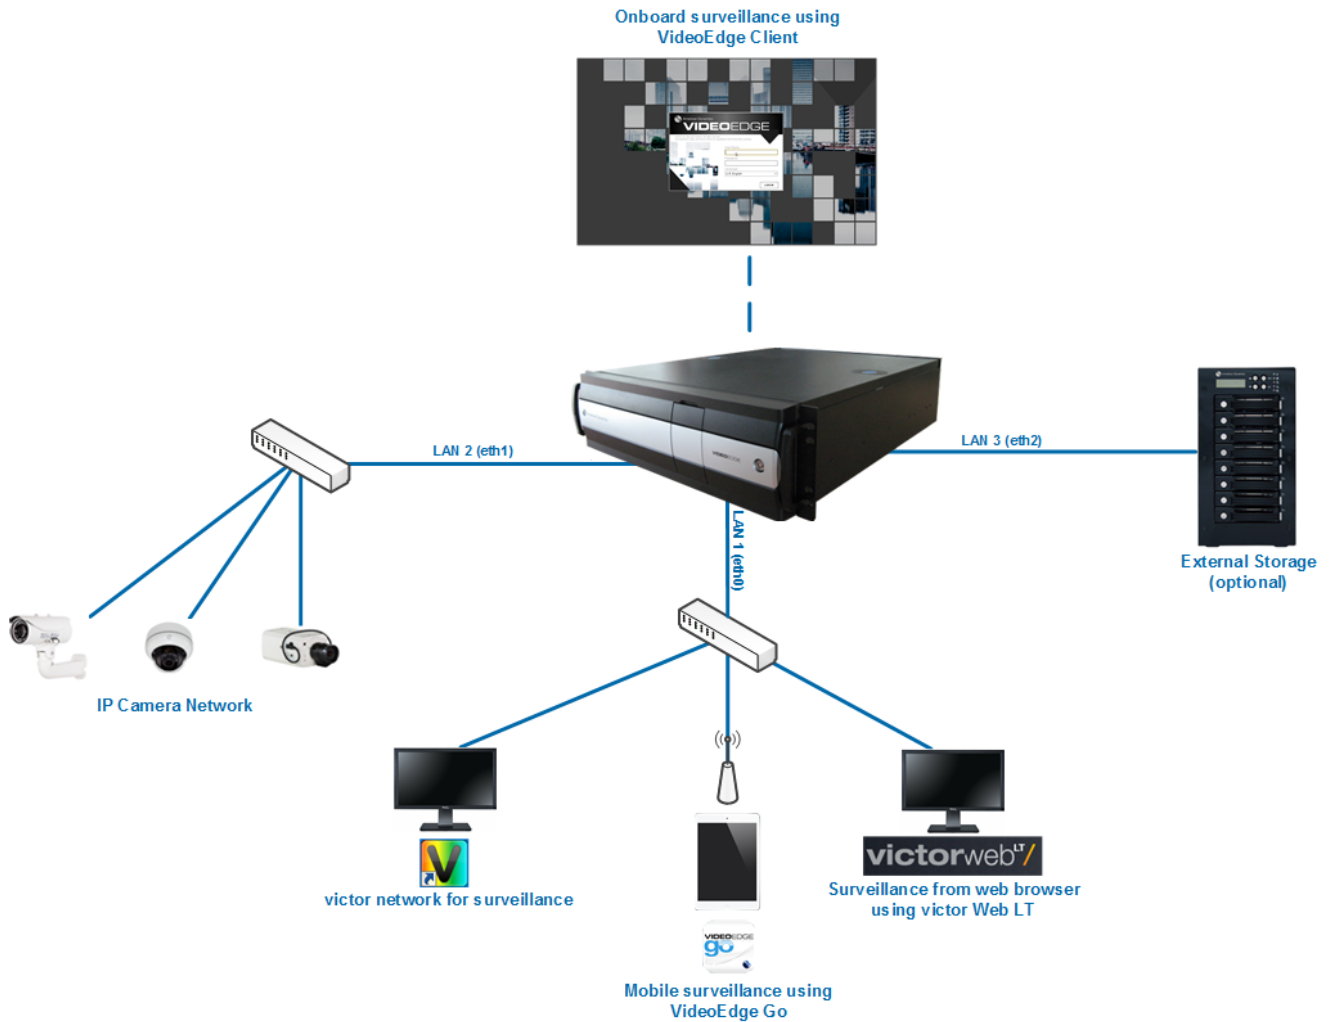 Onboard surveillance using
VideoEdge Client
VIDEOEDGE
LAN 2 (eth1)
VIDEOEDGE
LAN 3 (eth2)
LAN 1 (eth0)
External Storage
(optional)
IP Camera Network
victor network for surveillance
victorweb LT/
Surveillance from web browser
using victor Web LT
VIDEOEDGE
go
Mobile surveillance using
VideoEdge Go